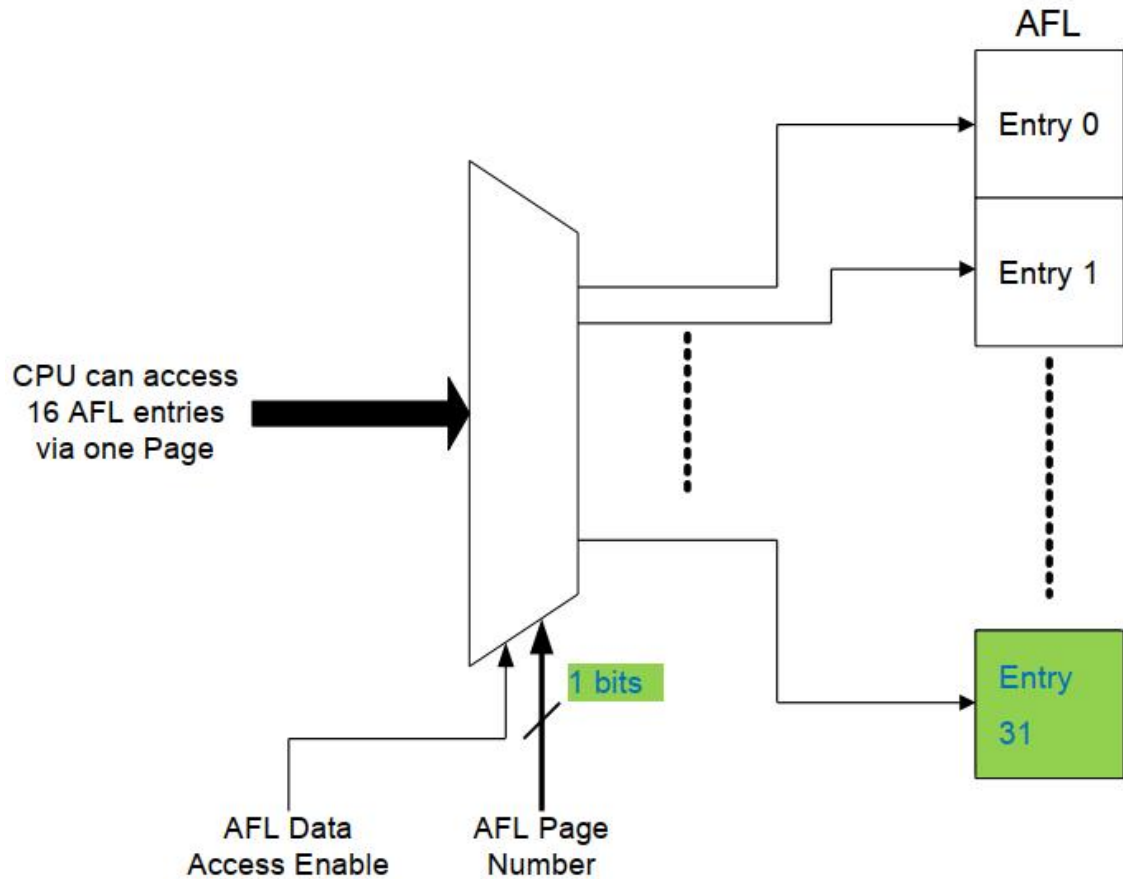 AFL
Entry 0
Entry 1
CPU can access
16 AFL entries
via one Page
1 bits
Entry
31
AFL Data
Access Enable
AFL Page
Number